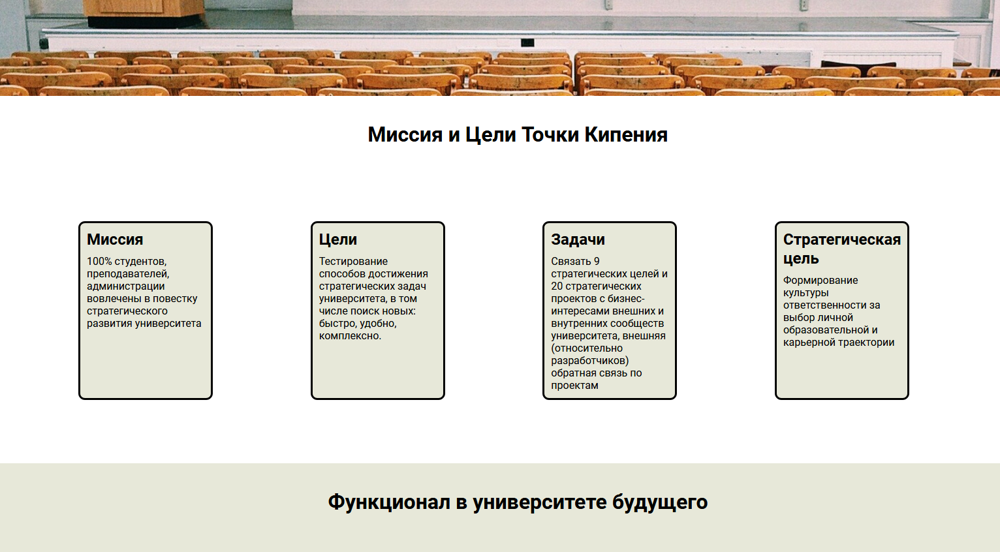 Миссия и Цели Точки Кипения
Миссия
100% студентов,
преподавателей,
администрации
вовлечены в повестку
стратегического
развития университета
Цели
Тестирование
способов достижения
стратегических задач
университета, в том
числе поиск новых:
быстро, удобно,
комплексно.
Задачи
Связать 9
стратегических целей и
20 стратегических
проектов с бизнес-
интересами внешних и
внутренних сообществ
университета, внешняя
(относительно
разработчиков)
обратная связь по
проектам
Стратегическая
цель
Формирование
культуры
ответственности за
выбор личной
образовательной и
карьерной траектории
Функционал в университете будущего